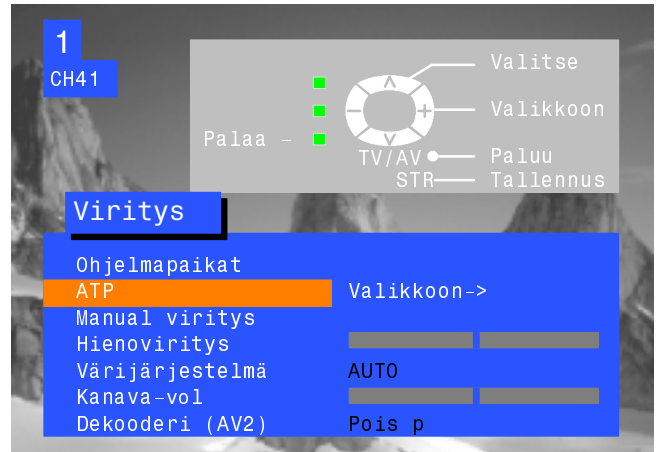 1
CH41
Valitse
Valikkoon
Palaa –
TV/AV Paluu
STR Tallennus
Viritys
Ohjelmapaikat
ATP Valikkoon->
Manual viritys
Hienoviritys
Värijärjestelmä AUTO
Kanava-vol
Dekooderi (AV2) Pois p